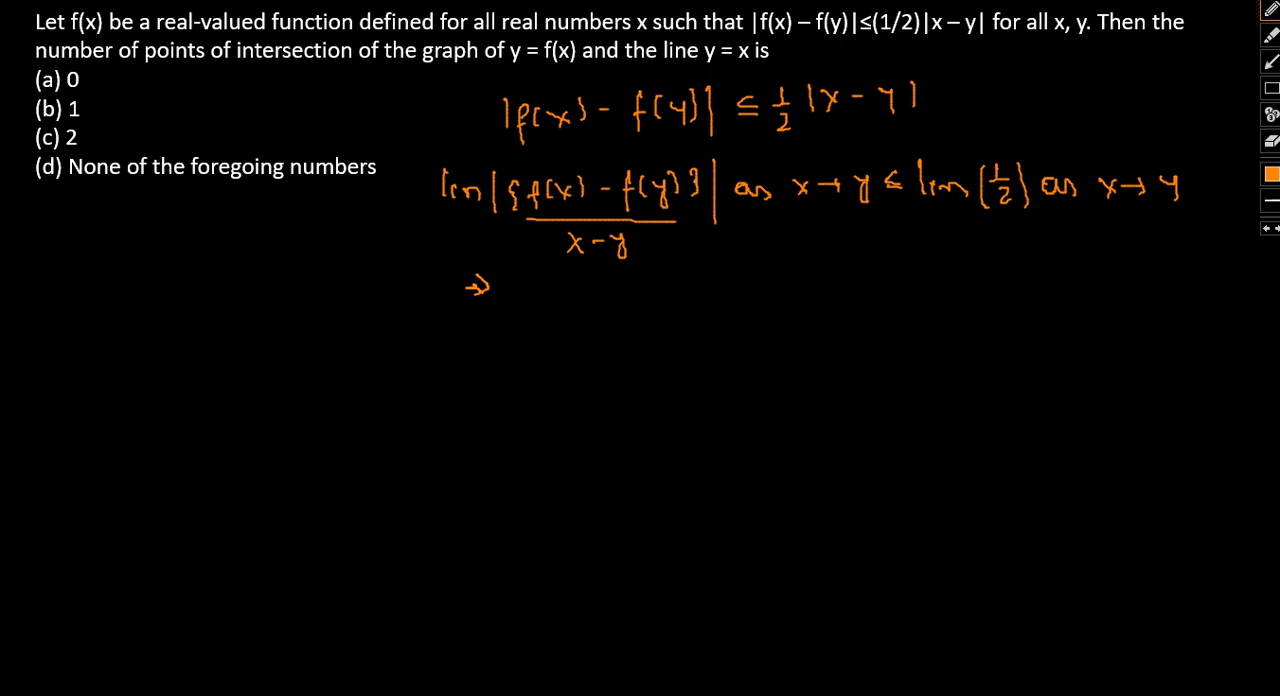 Let f(x) be a real-valued function defined for all real numbers x such that |f(x) – f(y)|≤(1/2)|x – y| for all x, y. Then the
number of points of intersection of the graph of y = f(x) and the line y = x is
(a) 0
(b) 1
(c) 2
(d) None of the foregoing numbers
|f(x) - f(y)| ≤ 1/2 |x - y|
lim |{f(x) - f(y)}/(x-y)| as x→y ≤ lim (1/2) as x→y
⇒